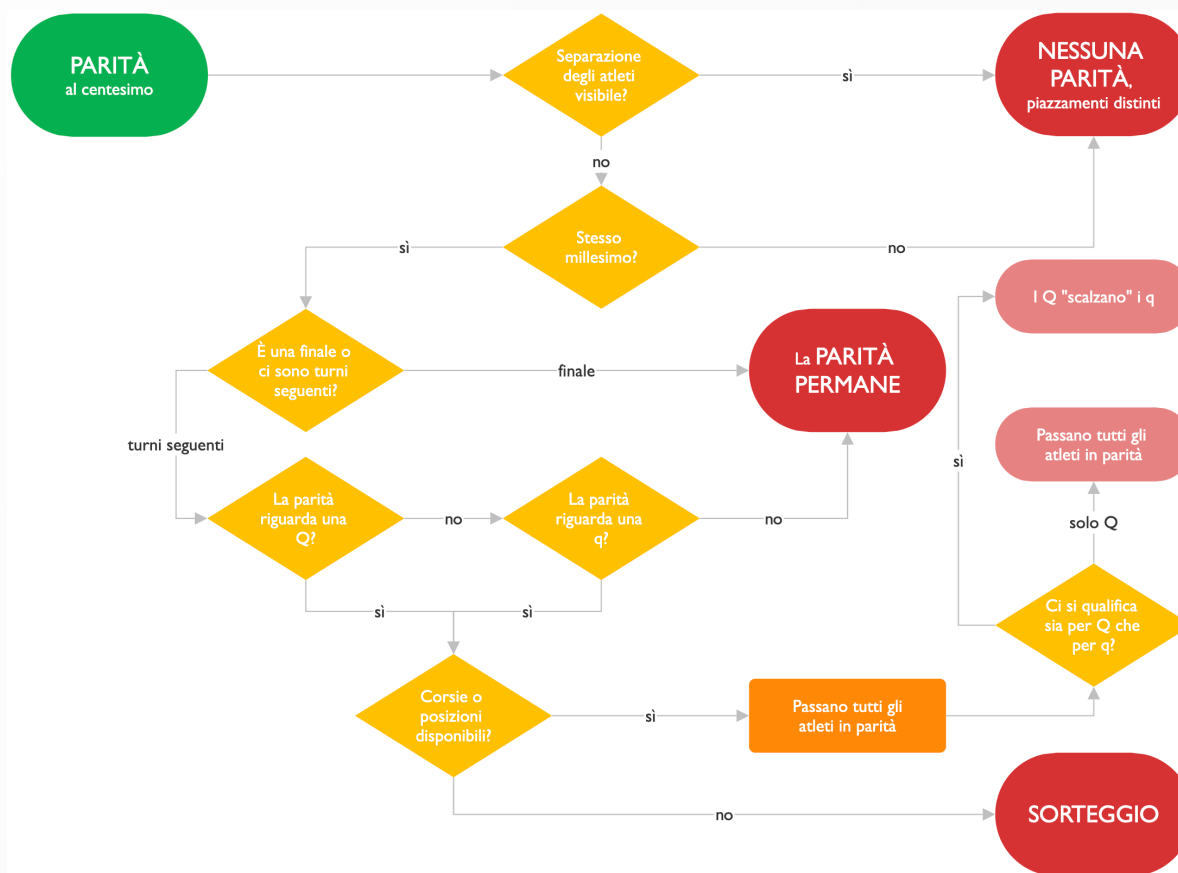 PARITÀ
al centesimo
Separazione
degli atleti
visibile?
sì
NESSUNA
PARITÀ,
piazzamenti distinti
no
Stesso
millesimo?
sì
no
I Q "scalzano" i q
È una finale o
ci sono turni
seguenti?
finale
La PARITÀ
PERMANE
turni seguenti
Passano tutti gli
atleti in parità
sì
La parità
riguarda una
Q?
no
La parità
riguarda una
q?
no
solo Q
sì
sì
Ci si qualifica
sia per Q che
per q?
Corsie o
posizioni
disponibili?
sì
Passano tutti gli
atleti in parità
no
SORTEGGIO